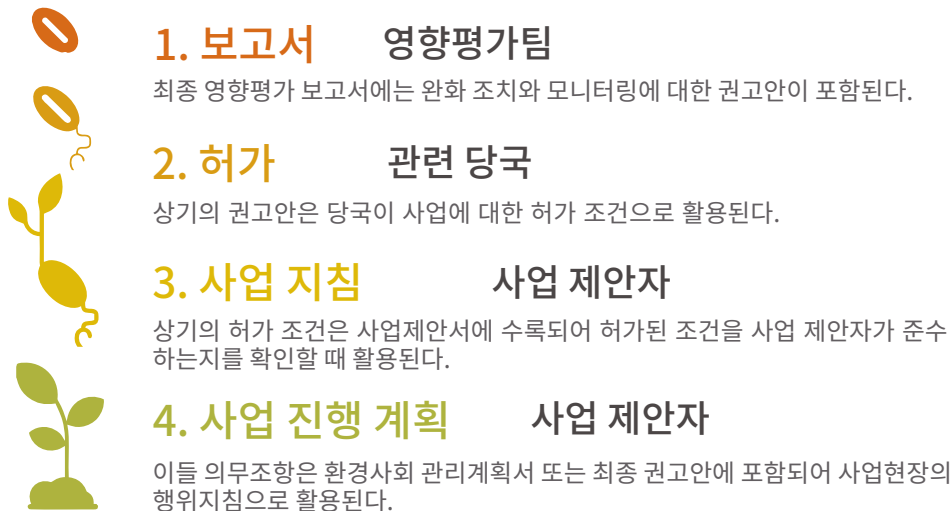 1. 보고서 영향평가팀
최종 영향평가 보고서에는 완화 조치와 모니터링에 대한 권고안이 포함된다.
2. 허가 관련 당국
상기의 권고안은 당국이 사업에 대한 허가 조건으로 활용된다.
3. 사업 지침 사업 제안자
상기의 허가 조건은 사업제안서에 수록되어 허가된 조건을 사업 제안자가 준수
하는지를 확인할 때 활용된다.
4. 사업 진행 계획 사업 제안자
이들 의무조항은 환경사회 관리계획서 또는 최종 권고안에 포함되어 사업현장의
행위지침으로 활용된다.